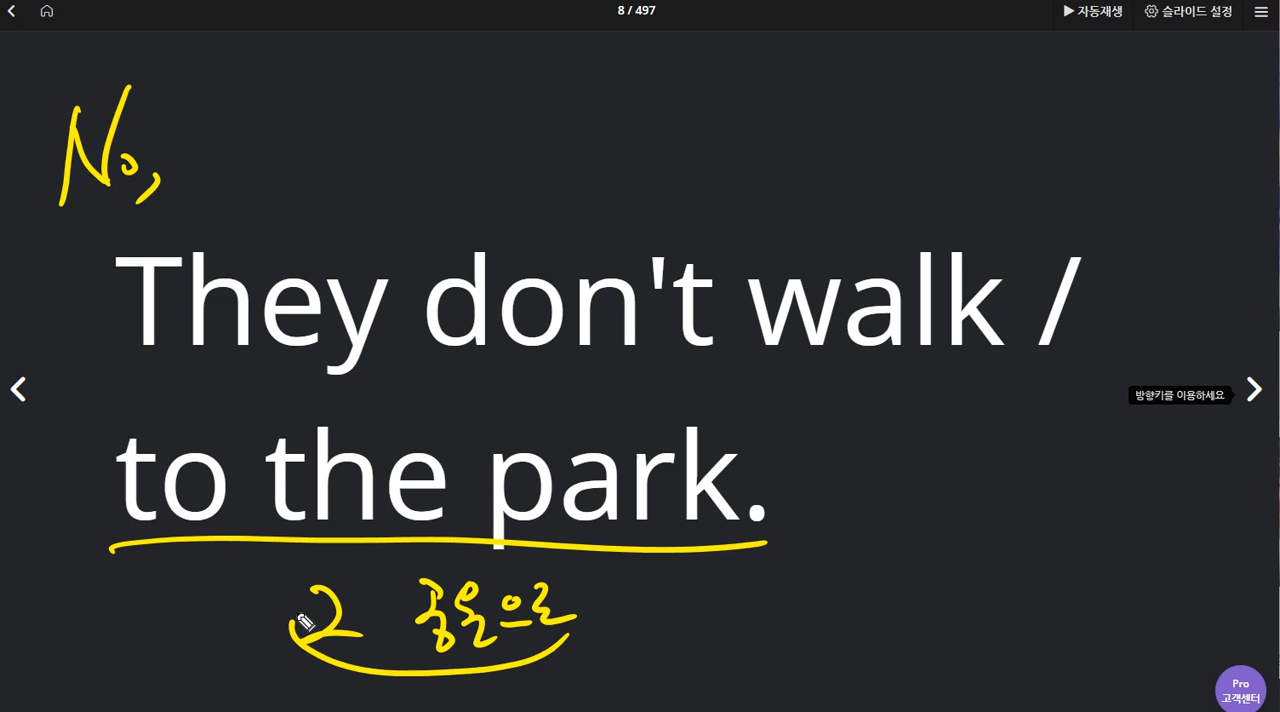 8 / 497
자동재생
슬라이드 설정
No,
They don't walk /
방향키를 이용하세요
to the park.
그 공원으로
Pro
고객센터